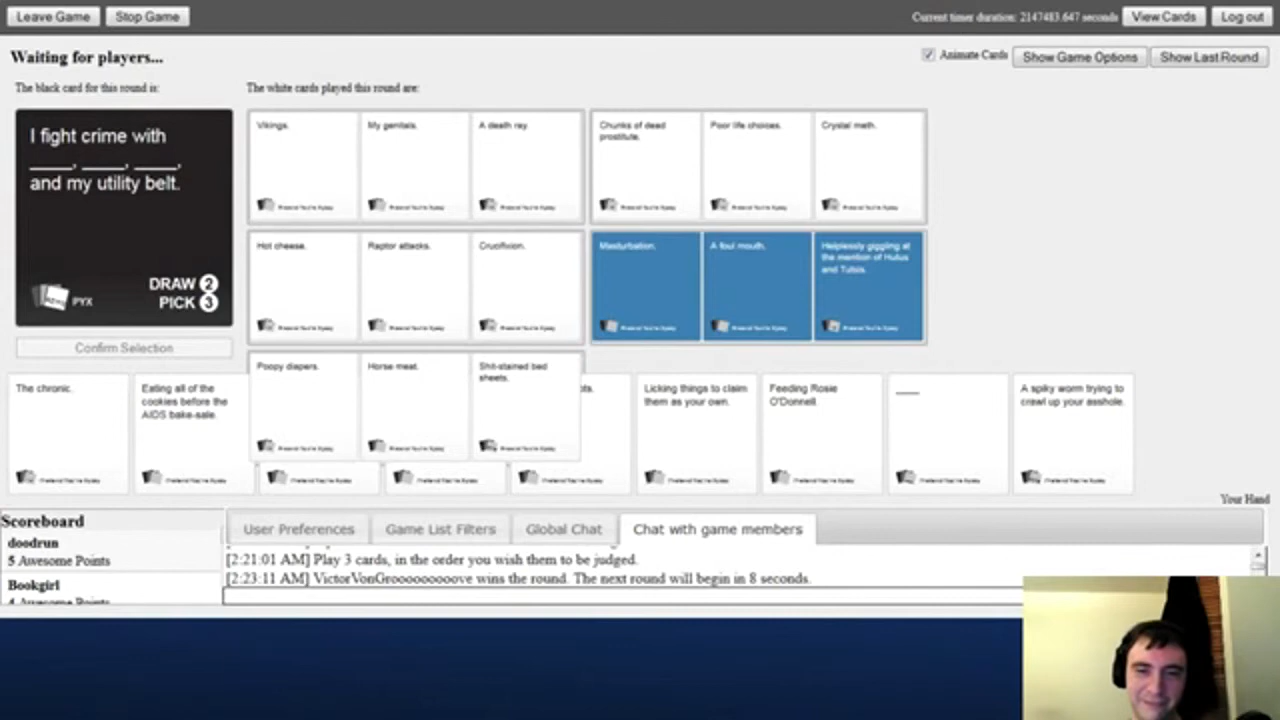 Leave Game
Stop Game
Current timer duration: 2147483.647 seconds
View Cards
Log out
Waiting for players...
Animate Cards
Show Game Options
Show Last Round
The black card for this round is:
The white cards played this round are:
I fight crime with
____, ____, ____,
and my utility belt.
DRAW 2
PICK 3
PYX
Confirm Selection
Vikings.
My genitals.
A death ray.
Chunks of dead
prostitute.
Poor life choices.
Crystal meth.
Hot cheese.
Raptor attacks.
Crucifixion.
Masturbation.
A foul mouth.
Helplessly giggling at
the mention of Hutus
and Tutsis.
Poopy diapers.
Horse meat.
Shit-stained bed
sheets.
The chronic.
Eating all of the
cookies before the
AIDS bake-sale.
Licking things to claim
them as your own.
Feeding Rosie
O'Donnell.
____
A spiky worm trying to
crawl up your asshole.
Your Hand
Scoreboard
doodrun
5 Awesome Points
Bookgirl
4 Awesome Points
User Preferences
Game List Filters
Global Chat
Chat with game members
[2:21:01 AM] Play 3 cards, in the order you wish them to be judged.
[2:23:11 AM] VictorVonGroooooooooove wins the round. The next round will begin in 8 seconds.